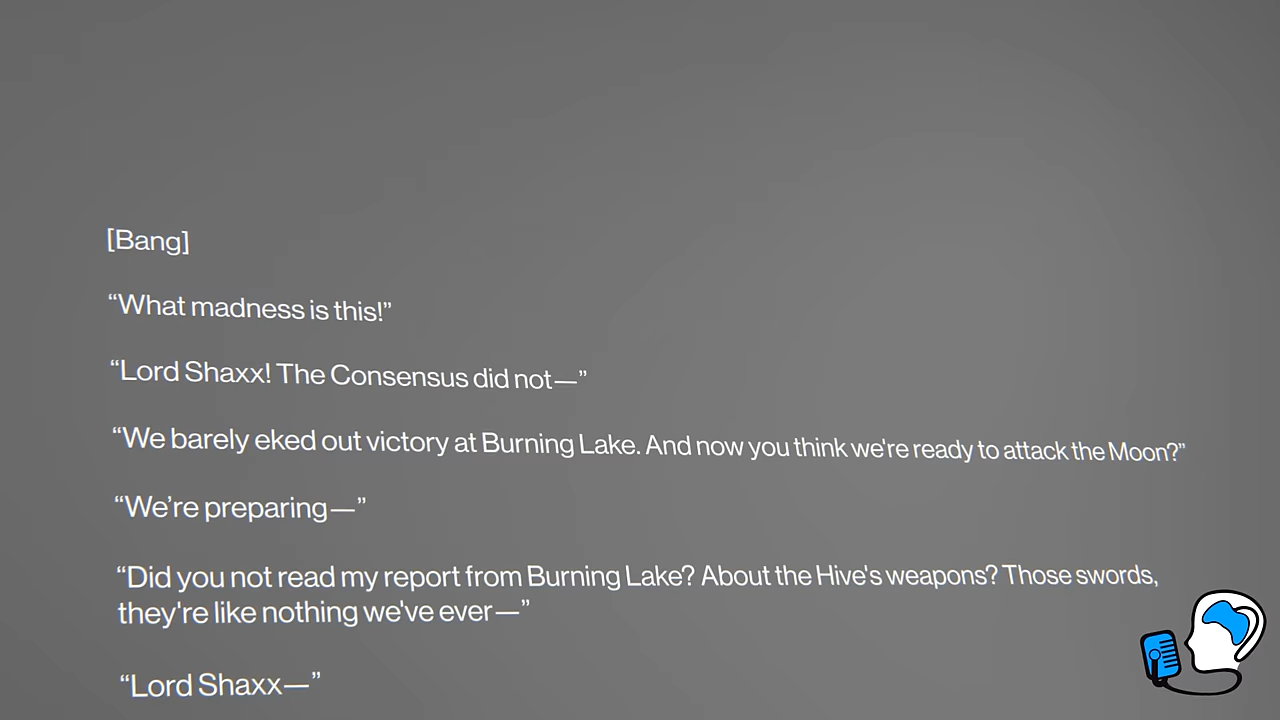 [Bang]
“What madness is this!”
“Lord Shaxx! The Consensus did not—”
“We barely eked out victory at Burning Lake. And now you think we're ready to attack the Moon?”
“We’re preparing—”
“Did you not read my report from Burning Lake? About the Hive's weapons? Those swords,
they're like nothing we've ever—”
“Lord Shaxx—”